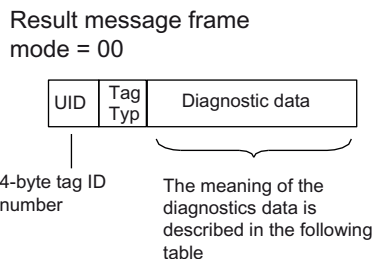 Result message frame
mode = 00
UID
Tag
Typ
Diagnostic data
4-byte tag ID
number
The meaning of the
diagnostics data is
described in the following
table